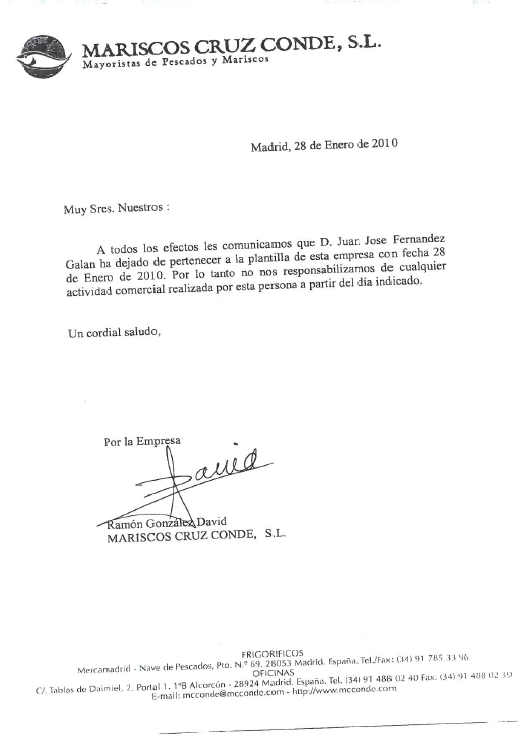 MARISCOS CRUZ CONDE, S.L.
Mayoristas de Pescados y Mariscos
Madrid, 28 de Enero de 2010
Muy Sres. Nuestros :
A todos los efectos les comunicamos que D. Juan Jose Fernandez
Galan ha dejado de pertenecer a la plantilla de esta empresa con fecha 28
de Enero de 2010. Por lo tanto no nos responsabilizamos de cualquier
actividad comercial realizada por esta persona a partir del día indicado.
Un cordial saludo,
Por la Empresa
David
Ramón González David
MARISCOS CRUZ CONDE, S.L.
FRIGORIFICOS
Mercamadrid - Nave de Pescados, Pto. N.º 69. 28053 Madrid. España. Tel./Fax: (34) 91 785 33 96
OFICINAS
C/. Tablas de Daimiel, 2. Portal 1. 1ºB Alcorcón - 28924 Madrid. España. Tel. (34) 91 488 02 40 Fax. (34) 91 488 02 39
E-mail: mcconde@mcconde.com - http://www.mcconde.com